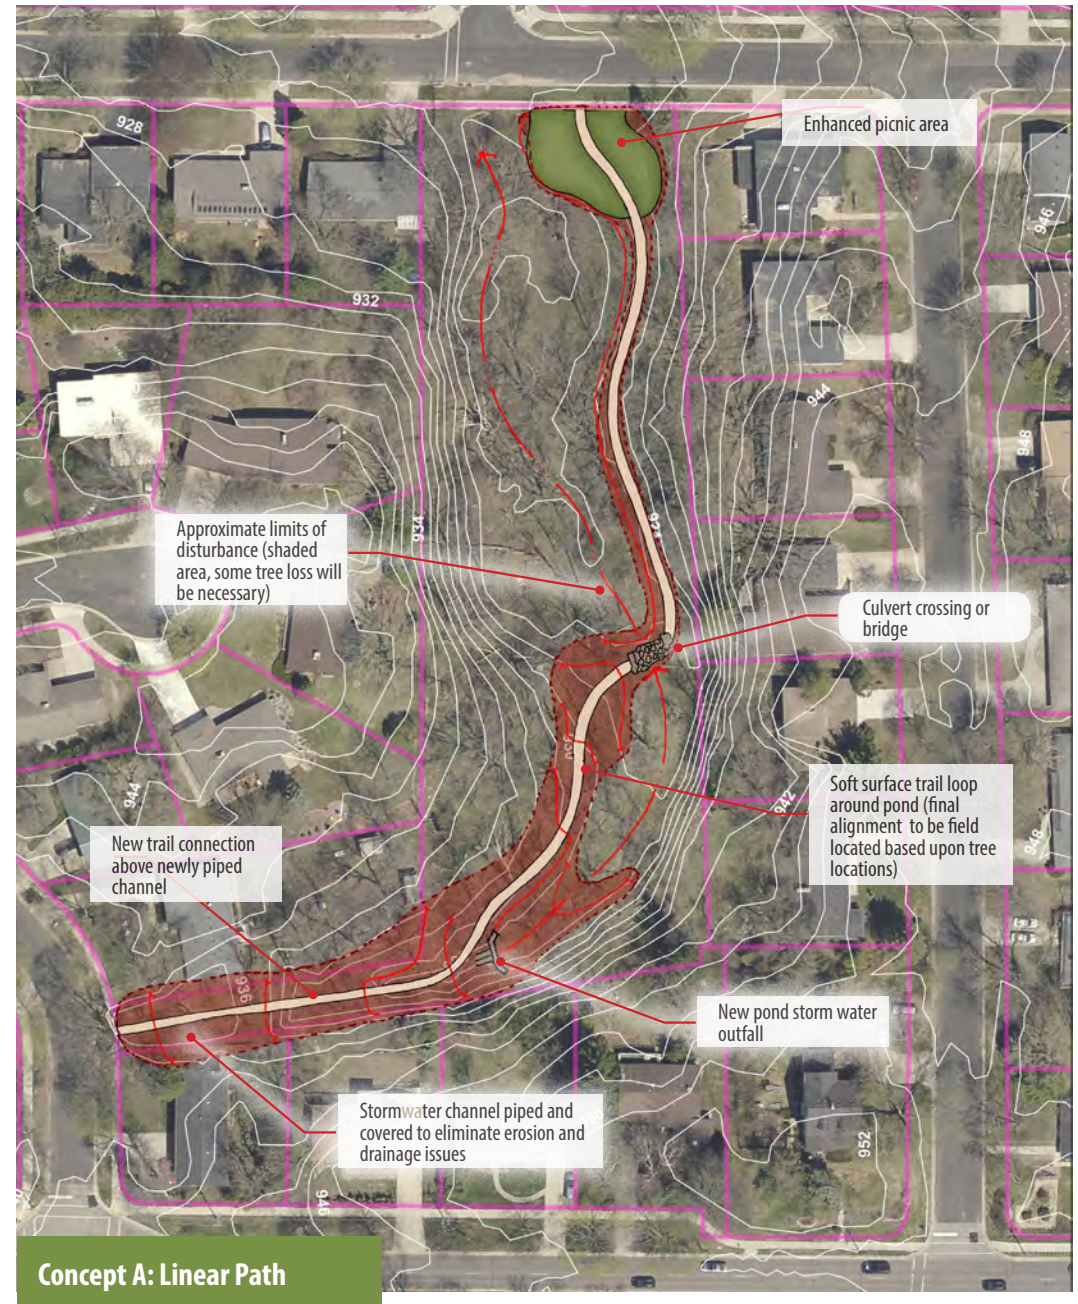 Enhanced picnic area
928
946
932
944
948
934
926
Approximate limits of
disturbance (shaded
area, some tree loss will
be necessary)
Culvert crossing or
bridge
930
Soft surface trail loop
around pond (final
alignment to be field
located based upon tree
locations)
944
942
948
New trail connection
above newly piped
channel
936
New pond storm water
outfall
Stormwater channel piped and
covered to eliminate erosion and
drainage issues
952
946
Concept A: Linear Path